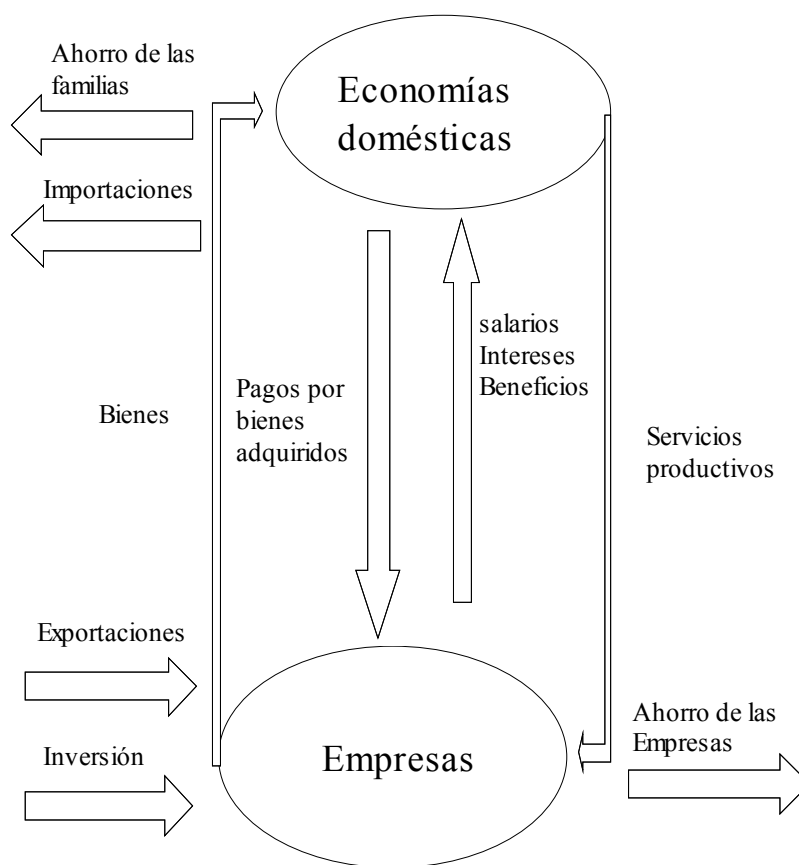 Ahorro de las
familias
Economías
domésticas
Importaciones
salarios
Intereses
Beneficios
Pagos por
bienes
adquiridos
Bienes
Servicios
productivos
Exportaciones
Ahorro de las
Empresas
Inversión
Empresas